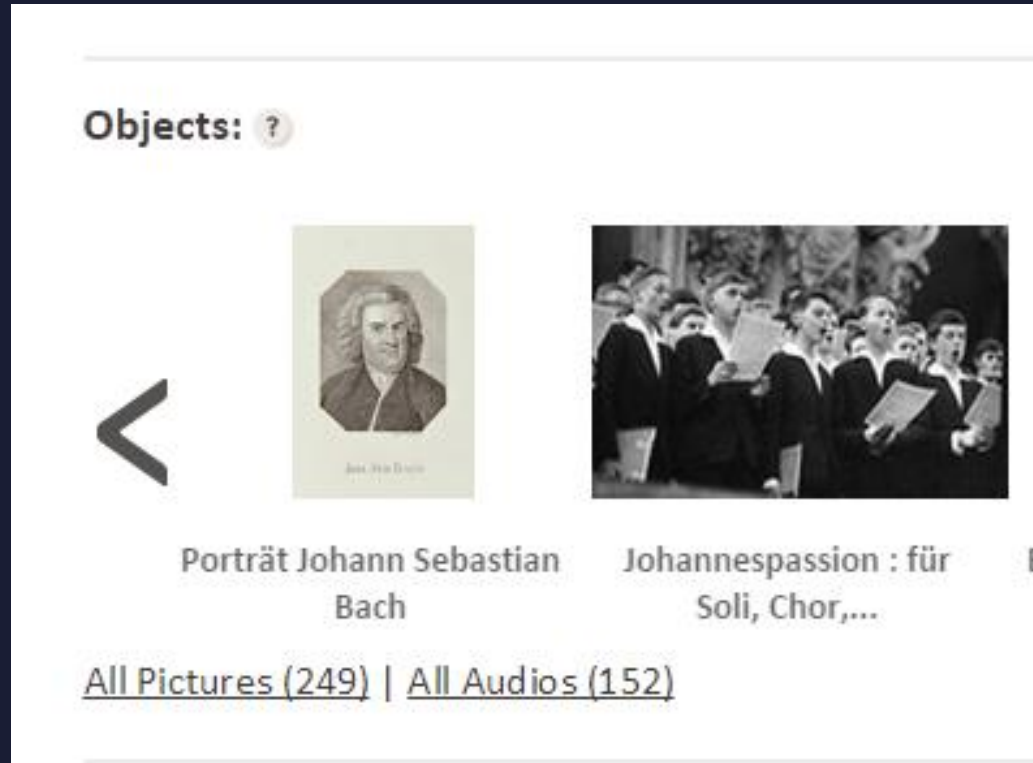 Objects: ?
Porträt Johann Sebastian
Bach
Johannespassion : für
Soli, Chor,...
All Pictures (249) | All Audios (152)